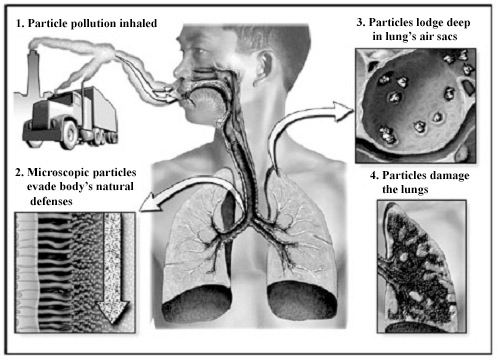 1. Particle pollution inhaled
2. Microscopic particles
evade body's natural
defenses
3. Particles lodge deep
in lung's air sacs
4. Particles damage
the lungs